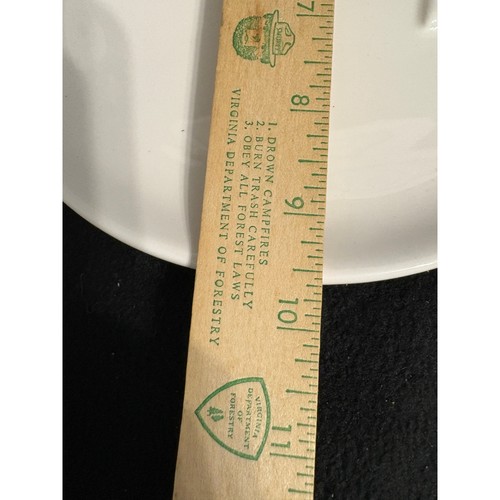 7
8
9
10
11
SMOKEY
1. DROWN CAMPFIRES
2. BURN TRASH CAREFULLY
3. OBEY ALL FOREST LAWS
VIRGINIA DEPARTMENT OF FORESTRY
VIRGINIA
DEPARTMENT
OF
FORESTRY